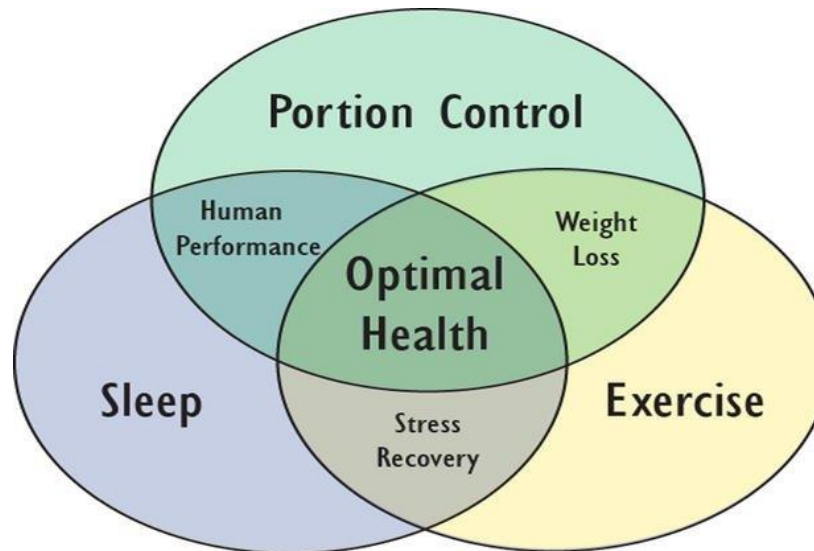 Portion Control
Human
Performance
Weight
Loss
Optimal
Health
Sleep
Exercise
Stress
Recovery